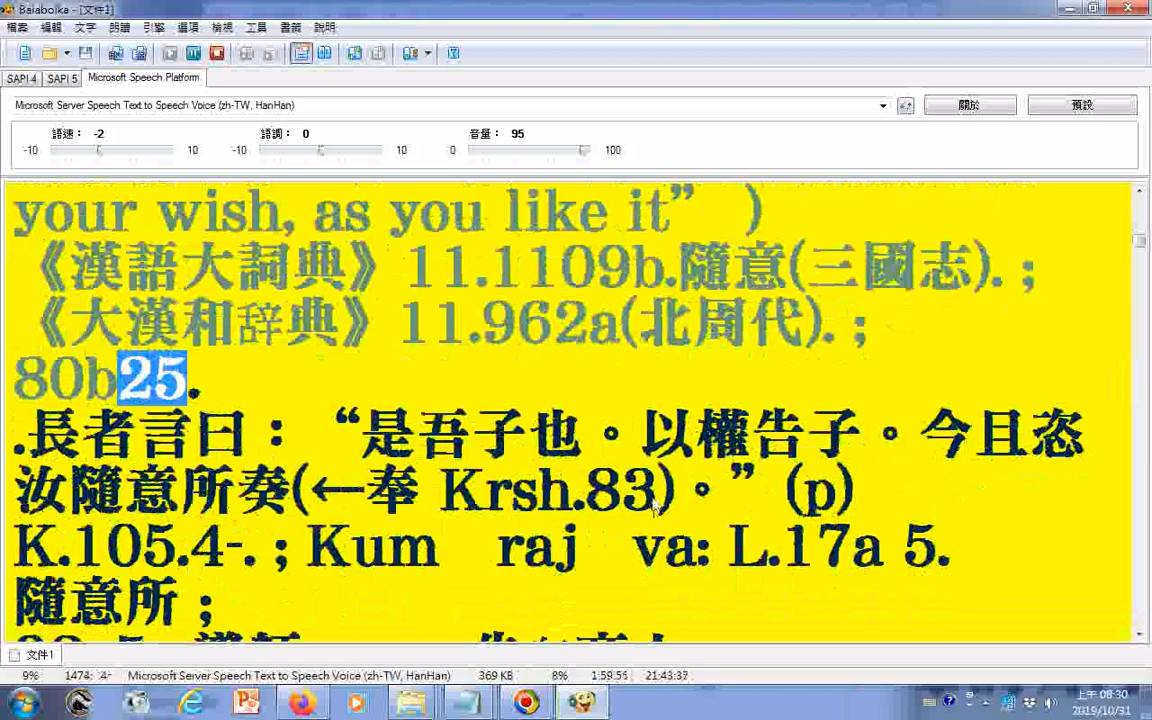 Balabolka - [文件1]
檔案 編輯 文字 朗讀 引擎 選項 檢視 工具 書籤 說明
SAPI 4 SAPI 5 Microsoft Speech Platform
Microsoft Server Speech Text to Speech Voice (zh-TW, HanHan) 關於 預設
語速： -2 語調： 0 音量： 95
-10 10 -10 10 0 100
your wish, as you like it” )
《漢語大詞典》 11.1109b.隨意(三國志). ;
《大漢和辞典》 11.962a(北周代). ;
80b25.
.長者言曰：“是吾子也。以權告子。今且恣
汝隨意所奏(←奉 Krsh.83)。” (p)
K.105.4-. ; Kum raj va: L.17a 5.
隨意所 ;
文件1
9% 1474: 4 Microsoft Server Speech Text to Speech Voice (zh-TW, HanHan) 369 KB 8% 1:59:55 21:43:37
上午 08:30
2019/10/31